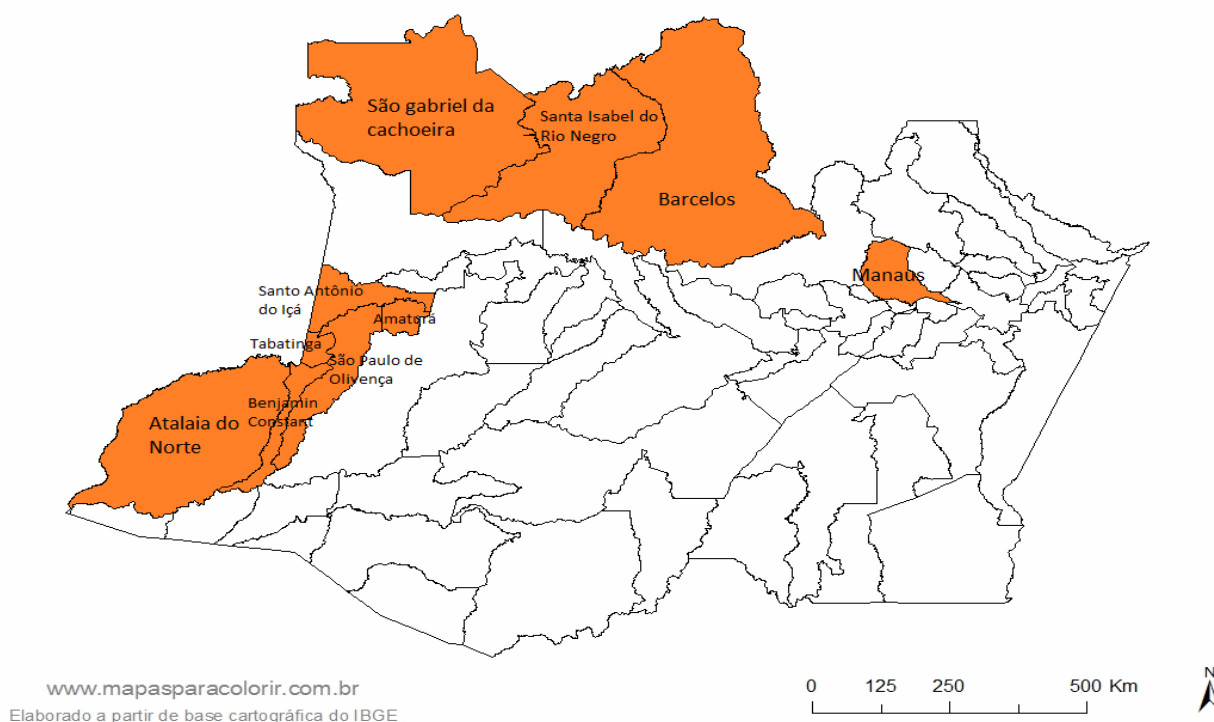 São gabriel da
cachoeira
Santa Isabel do
Rio Negro
Barcelos
Manaus
Santo Antônio
do Içá
Amaturá
Tabatinga
São Paulo de
Olivença
Benjamin
Constant
Atalaia do
Norte
www.mapasparacolorir.com.br
Elaborado a partir de base cartográfica do IBGE
0 125 250 500 Km
N